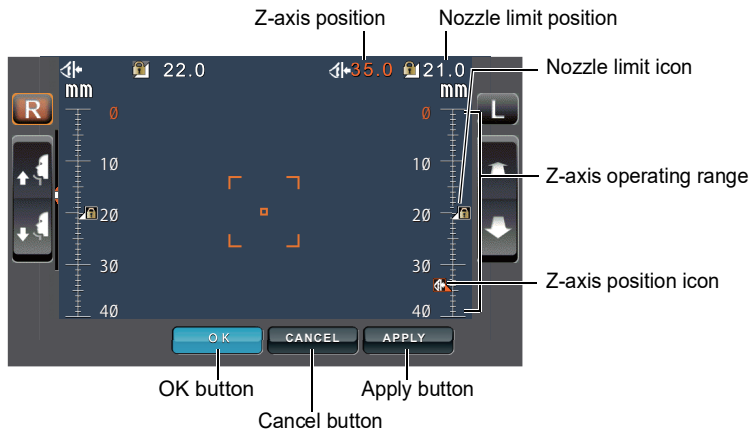 Z-axis position
Nozzle limit position
22.0
35.0
21.0
mm
mm
Nozzle limit icon
R
L
0
0
10
10
Z-axis operating range
20
20
30
30
Z-axis position icon
40
40
OK
CANCEL
APPLY
OK button
Apply button
Cancel button